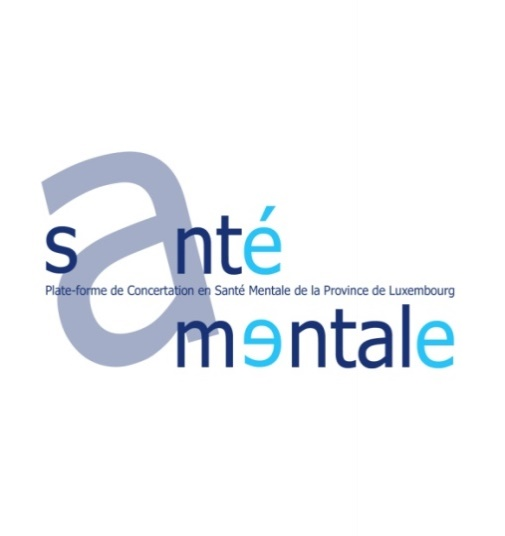 santé
Plate-forme de Concertation en Santé Mentale de la Province de Luxembourg
mentale